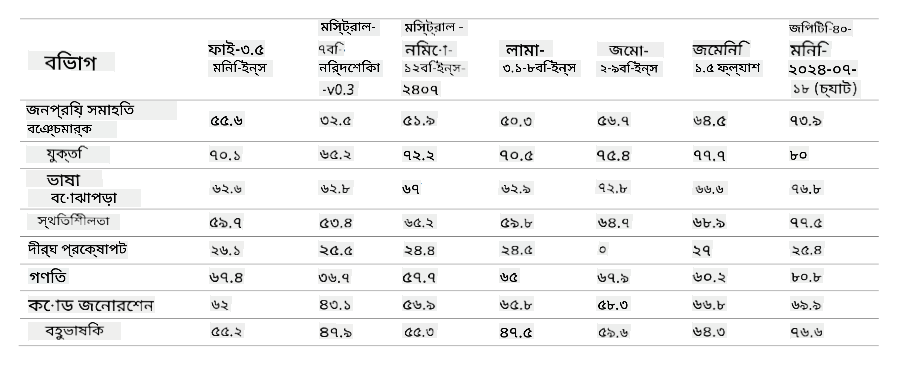 মিস্ট্রাল- মিস্ট্রাল - জিপিটি-৪ও-
ফাই-৩.৫ ৭বি- নিমো- লামা- জেমা- জেমিনি মিনি-
বিভাগ মিনি-ইন্স নির্দেশিকা ১২বি-ইন্স- ৩.১-৮বি-ইন্স ২-৯বি-ইন্স ১.৫ ফ্ল্যাশ ২০২৪-০৭-
-v0.3 ২৪০৭ ১৮ (চ্যাট)
জনপ্রিয় সমাহিত
বেঞ্চমার্ক ৫৫.৬ ৩২.৫ ৫১.৯ ৫০.৩ ৫৬.৭ ৬৪.৫ ৭৩.৯
যুক্তি ৭০.১ ৬৫.২ ৭২.২ ৭০.৫ ৭৫.৪ ৭৭.৭ ৮০
ভাষা
বোঝাপড়া ৬২.৬ ৬২.৮ ৬৭ ৬২.৯ ৭২.৮ ৬৬.৬ ৭৬.৮
স্থিতিশীলতা ৫৯.৭ ৫৩.৪ ৬৫.২ ৫৯.৮ ৬৪.৭ ৬৮.৯ ৭৭.৫
দীর্ঘ প্রেক্ষাপট ২৬.১ ২৫.৫ ২৪.৪ ২৪.৫ ০ ২৭ ২৫.৪
গণিত ৬৭.৪ ৩৬.৭ ৫৭.৭ ৬৫ ৬৭.৯ ৬০.২ ৮০.৮
কোড জেনারেশন ৬২ ৪৩.১ ৫৬.৯ ৬৫.৮ ৫৮.৩ ৬৬.৮ ৬৯.৯
বহুভাষিক ৫৫.২ ৪৭.৯ ৫৫.৩ ৪৭.৫ ৫৯.৬ ৬৪.৩ ৭৬.৬